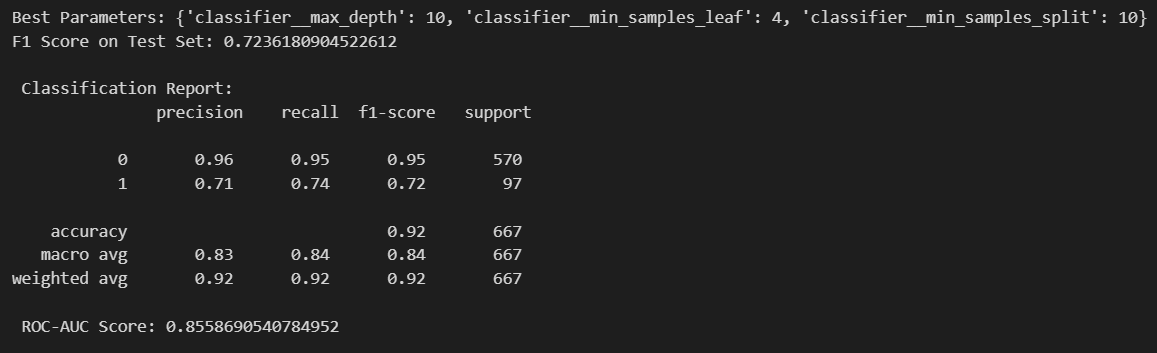 Best Parameters: {'classifier__max_depth': 10, 'classifier__min_samples_leaf': 4, 'classifier__min_samples_split': 10}
F1 Score on Test Set: 0.7236180904522612
Classification Report:
precision recall f1-score support
0 0.96 0.95 0.95 570
1 0.71 0.74 0.72 97
accuracy 0.92 667
macro avg 0.83 0.84 0.84 667
weighted avg 0.92 0.92 0.92 667
ROC-AUC Score: 0.8558690540784952